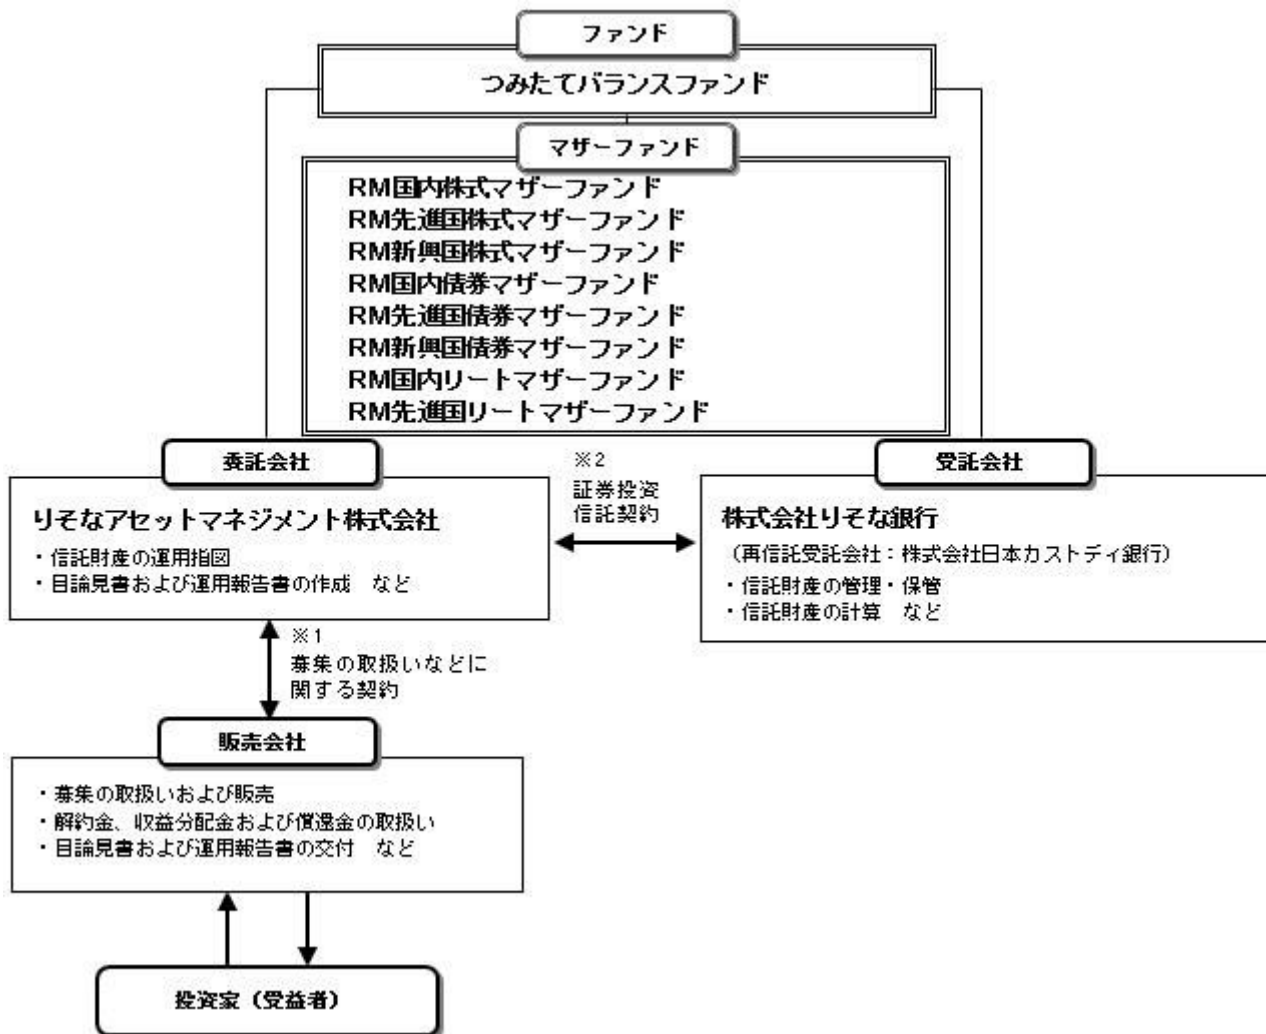 ファンド
つみたてバランスファンド
マザーファンド
RM国内株式マザーファンド
RM先進国株式マザーファンド
RM新興国株式マザーファンド
RM国内債券マザーファンド
RM先進国債券マザーファンド
RM新興国債券マザーファンド
RM国内リートマザーファンド
RM先進国リートマザーファンド
委託会社
りそなアセットマネジメント株式会社
・信託財産の運用指図
・目論見書および運用報告書の作成　など
※2
証券投資
信託契約
受託会社
株式会社りそな銀行
（再信託受託会社：株式会社日本カストディ銀行）
・信託財産の管理・保管
・信託財産の計算　など
※1
募集の取扱いなどに
関する契約
販売会社
・募集の取扱いおよび販売
・解約金、収益分配金および償還金の取扱い
・目論見書および運用報告書の交付　など
投資家（受益者）